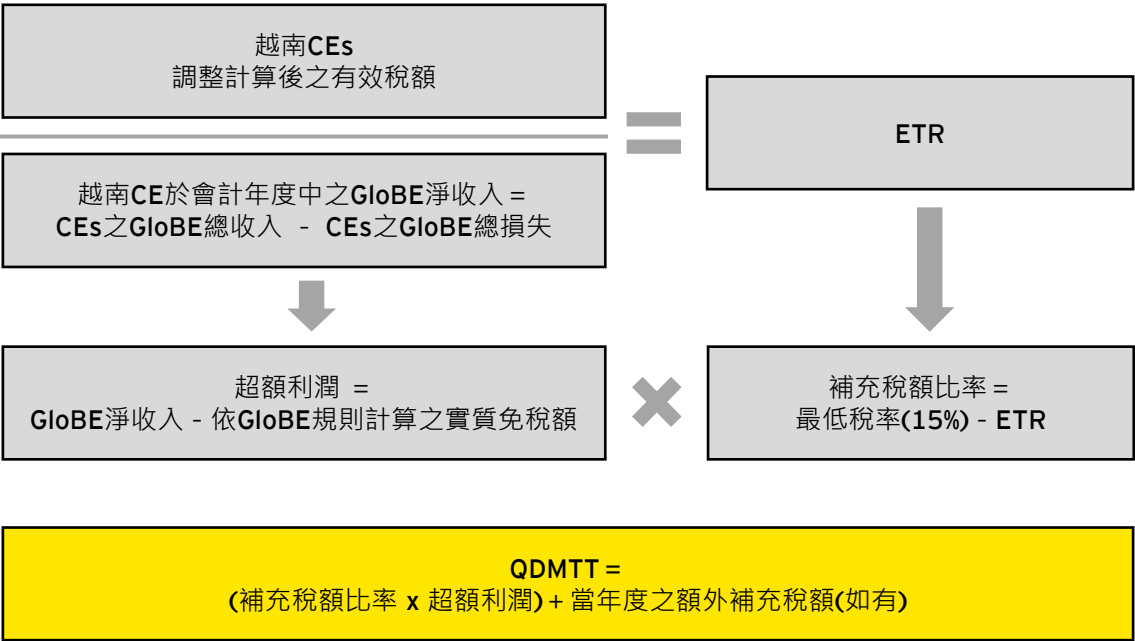 越南CEs
調整計算後之有效稅額
ETR
越南CE於會計年度中之GloBE淨收入 =
CEs之GloBE總收入 - CEs之GloBE總損失
超額利潤 =
GloBE淨收入 - 依GloBE規則計算之實質免稅額
補充稅額比率 =
最低稅率(15%) - ETR
QDMTT =
(補充稅額比率 x 超額利潤) + 當年度之額外補充稅額(如有)